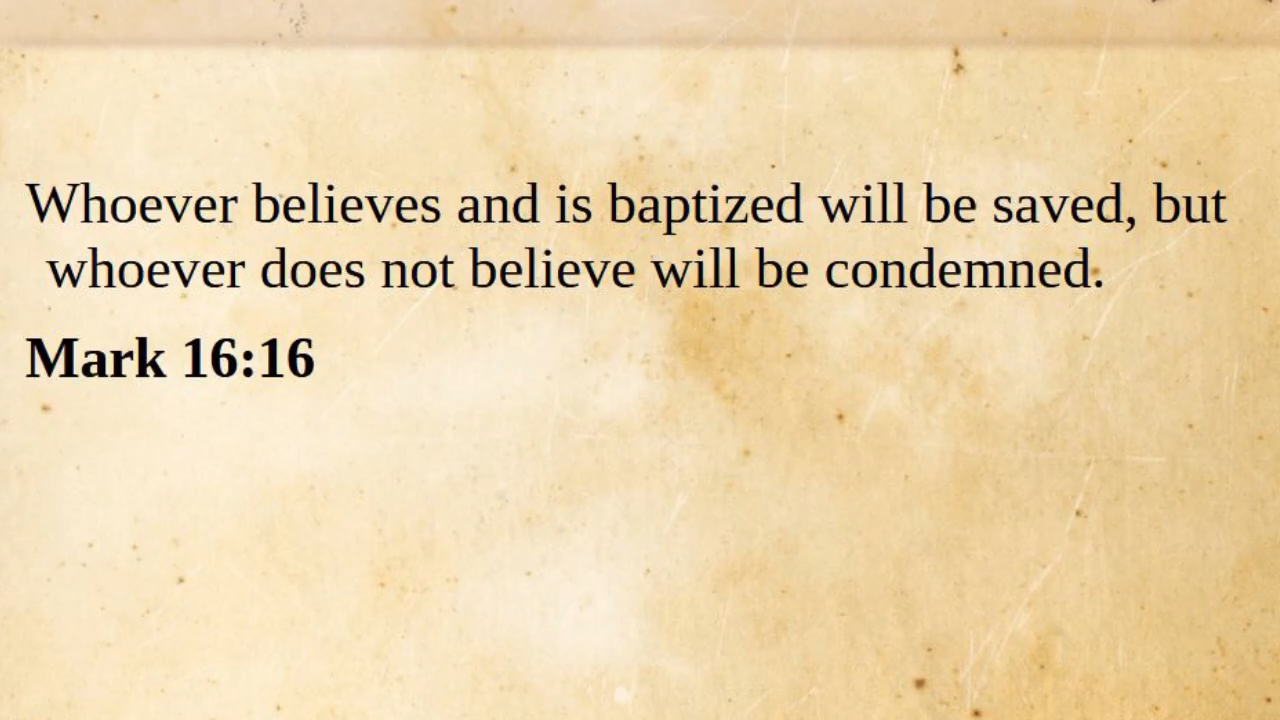 Whoever believes and is baptized will be saved, but
whoever does not believe will be condemned.
Mark 16:16